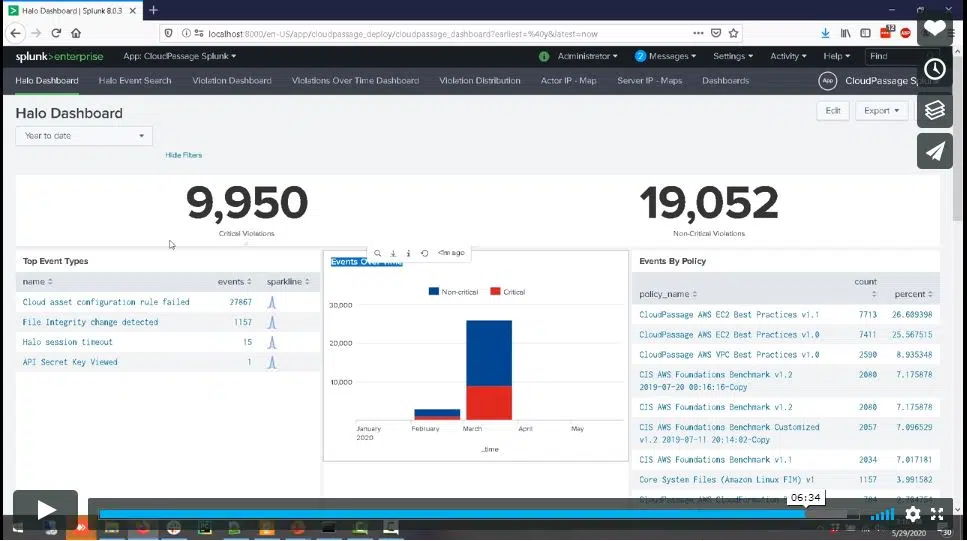 Halo Dashboard | Splunk 8.0.3
localhost:8000/en-US/app/cloudpassage_deploy/cloudpassage_dashboard?earliest=%40y&latest=now
splunk>enterprise App: CloudPassage Splunk Administrator 2 Messages Settings Activity Help Find
Halo Dashboard Halo Event Search Violation Dashboard Violations Over Time Dashboard Violation Distribution Actor IP - Map Server IP - Maps Dashboards App CloudPassage
Halo Dashboard Edit Export
Year to date
Hide Filters
9,950 19,052
Critical Violations Non-Critical Violations
<1m ago
Top Event Types Events Over Time Events By Policy
name events sparkline
policy_name count percent
Cloud asset configuration rule failed 27867
File Integrity change detected 1157
Halo session timeout 15
API Secret Key Viewed 1
Non-critical Critical
30,000
20,000
10,000
January February March April May
2020
_time
CloudPassage AWS EC2 Best Practices v1.1 7713 26.609398
CloudPassage AWS EC2 Best Practices v1.0 7411 25.567515
CloudPassage AWS VPC Best Practices v1.0 2590 8.935348
CIS AWS Foundations Benchmark v1.2 2080 7.175878
2019-07-20 00:16:16-Copy
CIS AWS Foundations Benchmark v1.2 2080 7.175878
CIS AWS Foundations Benchmark Customized 2057 7.096529
v1.2 2019-07-11 20:14:02-Copy
CIS AWS Foundations Benchmark v1.1 2034 7.017181
Core System Files (Amazon Linux FIM) v1 1157 3.991582
06:34
5/29/2020